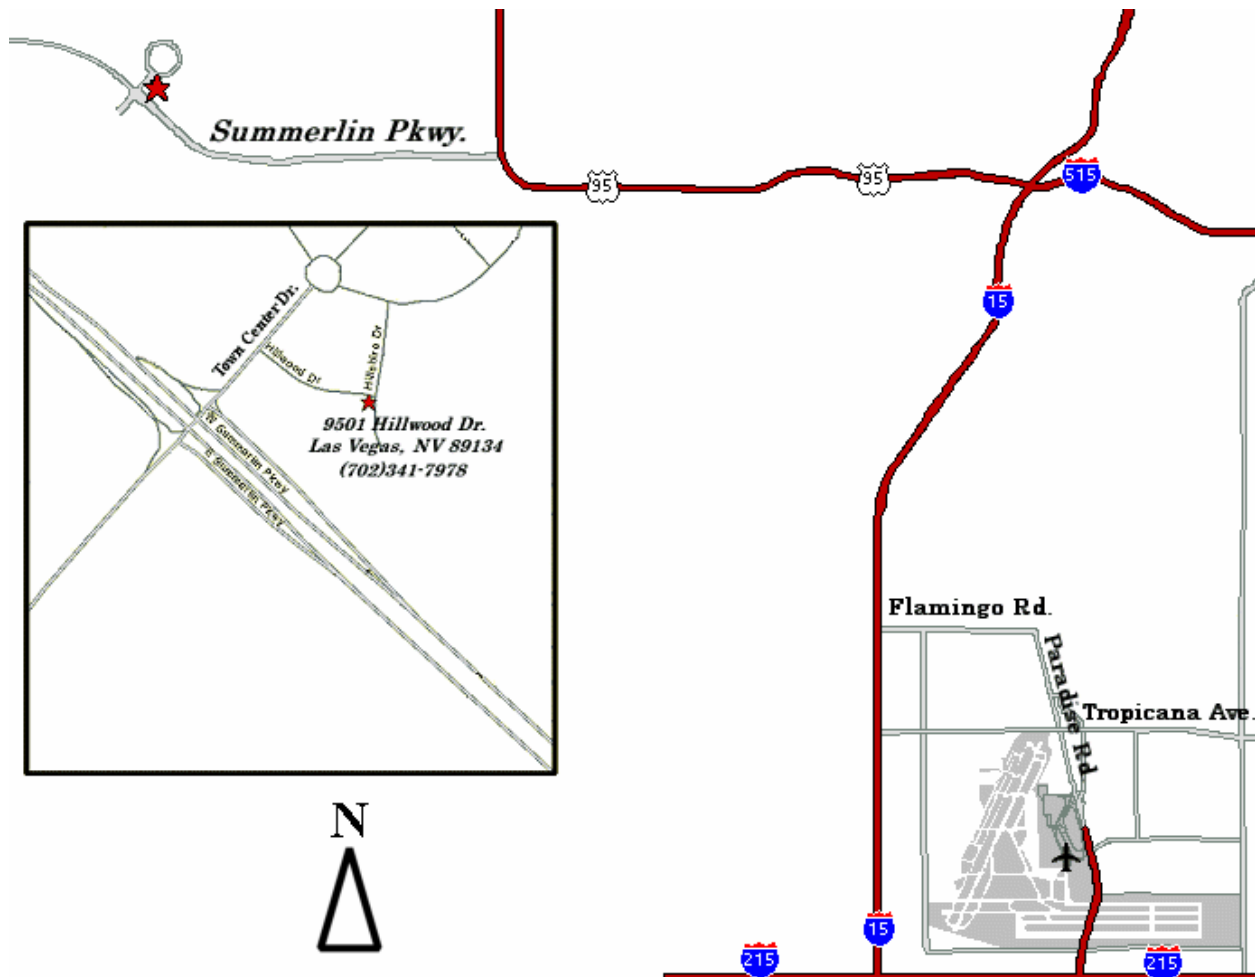 Summerlin Pkwy.
95
95
515
15
Town Center Dr.
Hillwood Dr
Hillshire Dr
9501 Hillwood Dr.
Las Vegas, NV 89134
(702)341-7978
W Summerlin Pkwy
E Summerlin Pkwy
Flamingo Rd.
Paradise Rd
Tropicana Ave.
N
15
215
215